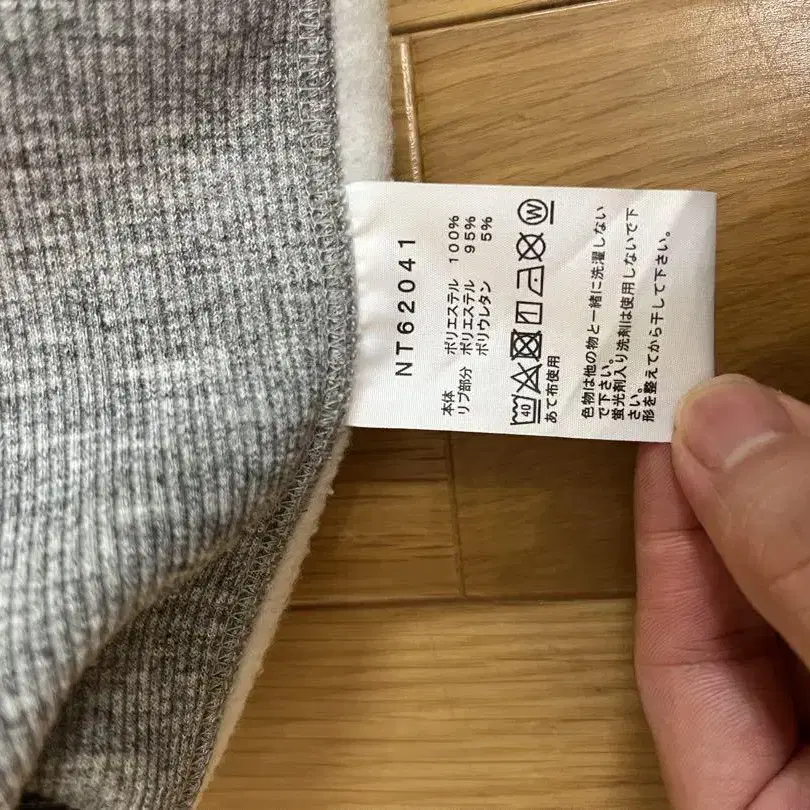 NT62041
本体 ポリエステル 100%
リブ部分 ポリエステル 95%
ポリウレタン 5%
40 W
あて布使用
色物は他の物と一緒に洗濯しない
で下さい。
蛍光剤入り洗剤は使用しないで下
さい。
形を整えてから干して下さい。